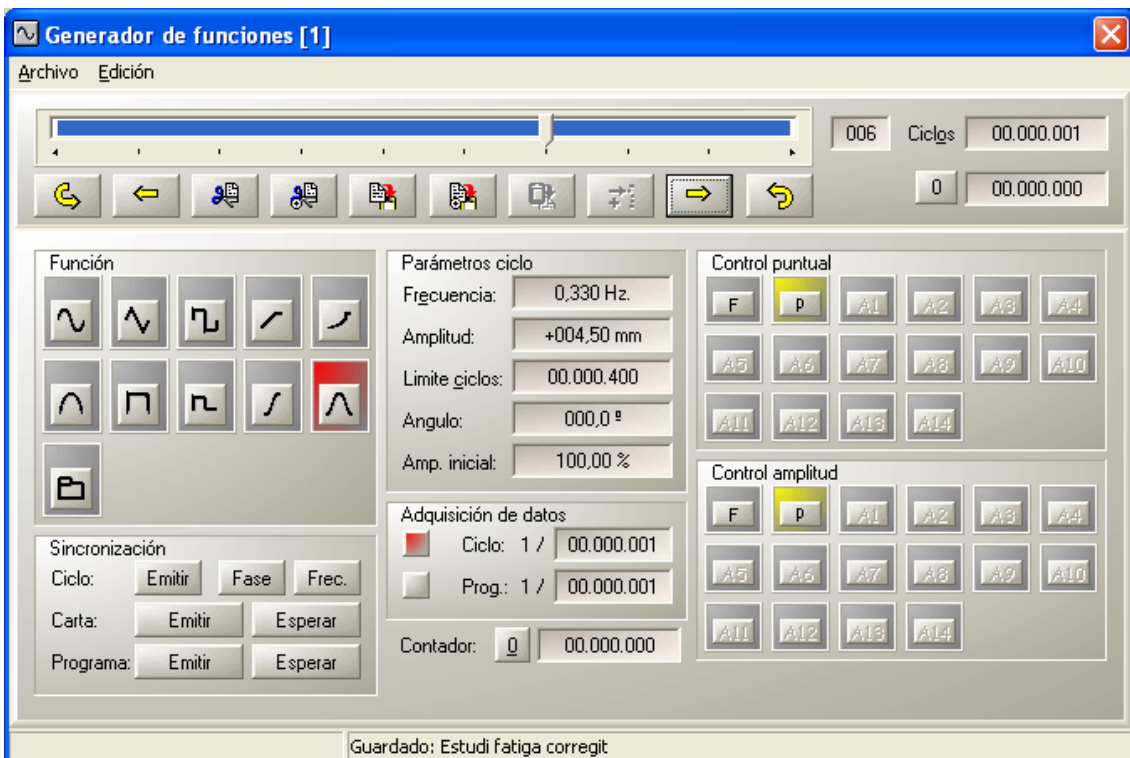 Generador de funciones [1]
Archivo Edición
006 Ciclos 00.000.001
0 00.000.000
Función
Parámetros ciclo
Frecuencia: 0,330 Hz.
Amplitud: +004,50 mm
Limite ciclos: 00.000.400
Angulo: 000,0 º
Amp. inicial: 100,00 %
Control puntual
F P A1 A2 A3 A4
A5 A6 A7 A8 A9 A10
A11 A12 A13 A14
Control amplitud
F P A1 A2 A3 A4
A5 A6 A7 A8 A9 A10
A11 A12 A13 A14
Sincronización
Ciclo: Emitir Fase Frec.
Carta: Emitir Esperar
Programa: Emitir Esperar
Adquisición de datos
Ciclo: 1 / 00.000.001
Prog.: 1 / 00.000.001
Contador: 0 00.000.000
Guardado: Estudi fatiga corregit